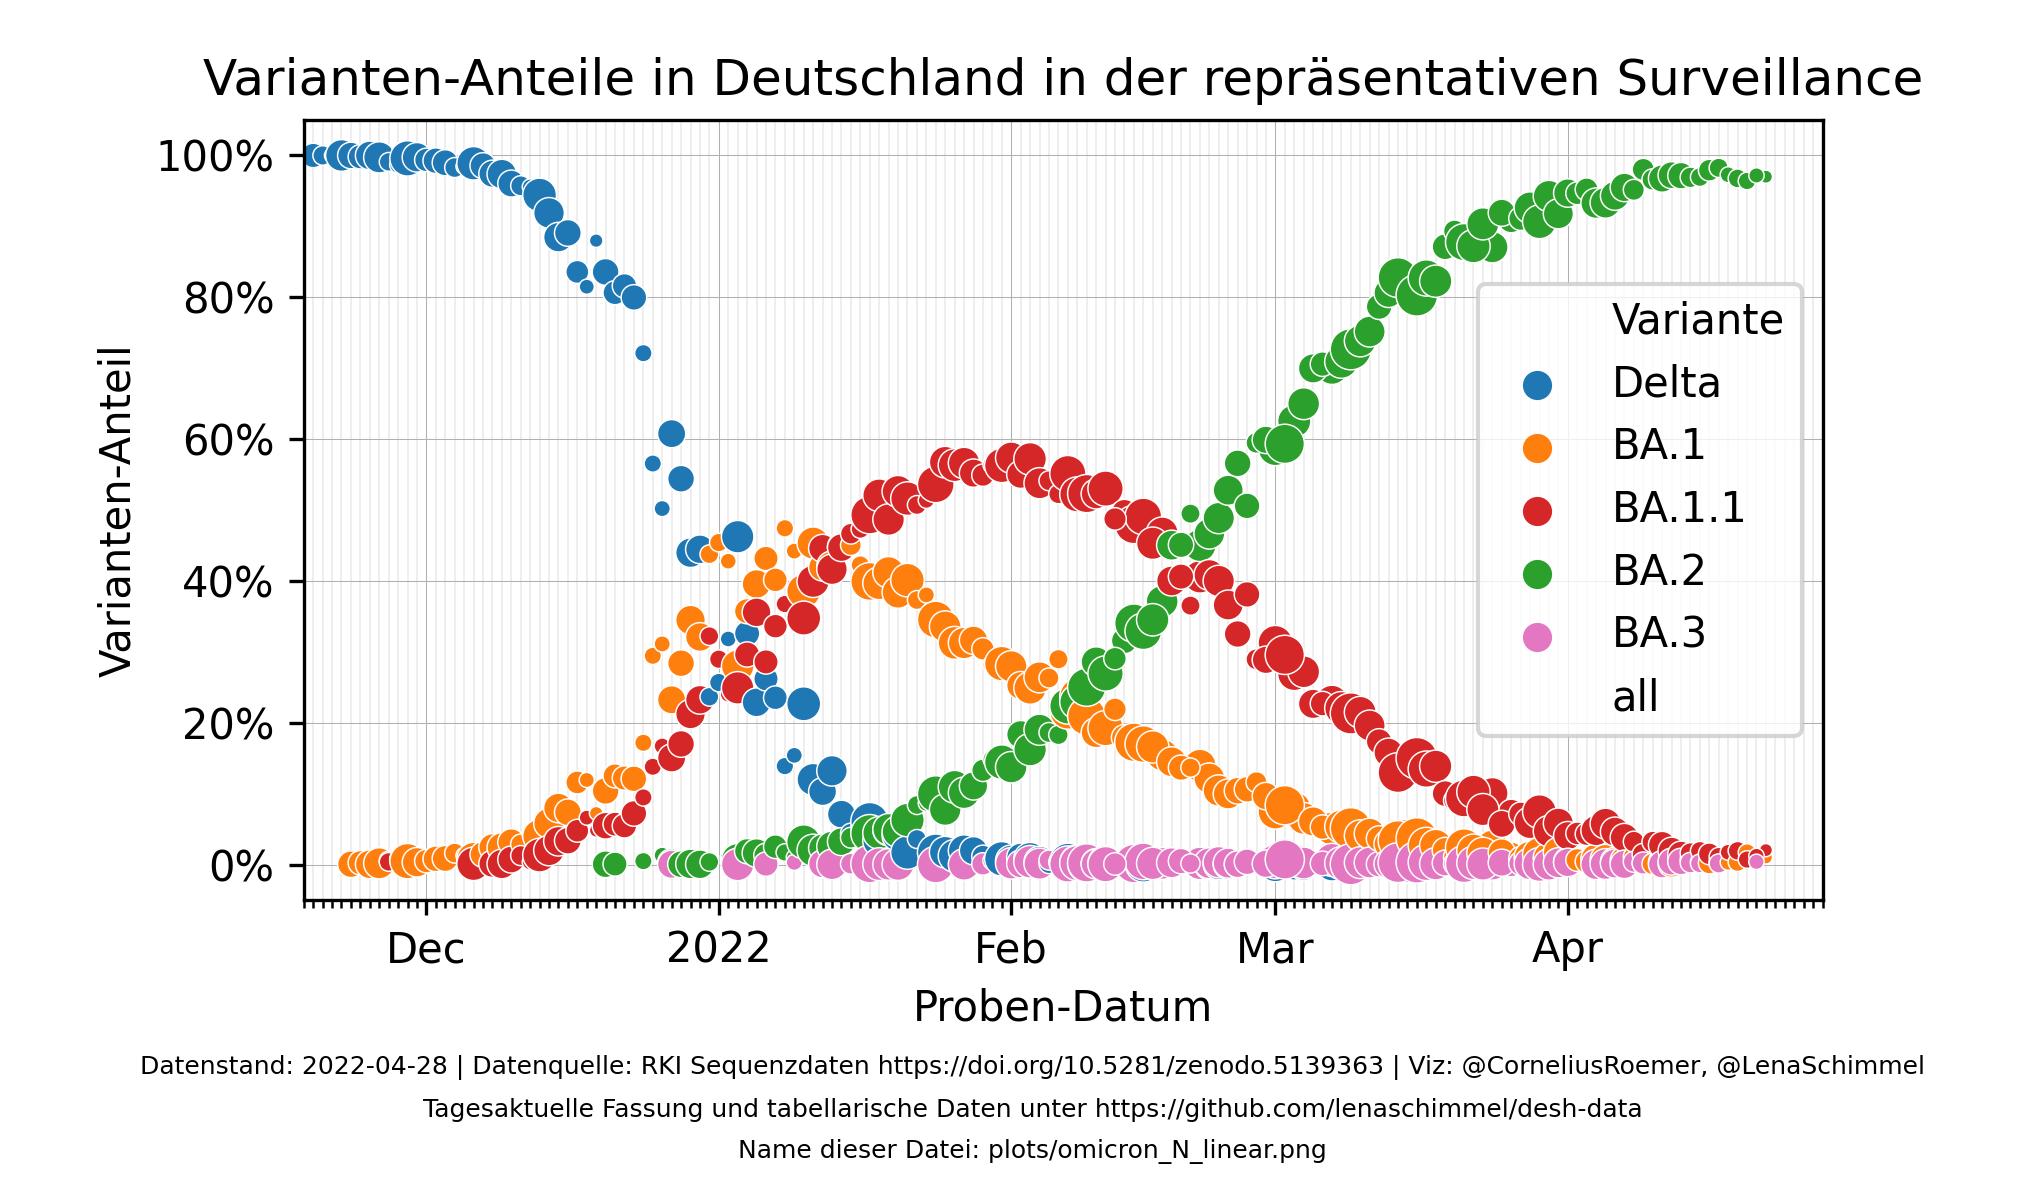 Varianten-Anteile in Deutschland in der repräsentativen Surveillance
Varianten-Anteil
100%
80%
60%
40%
20%
0%
Variante
Delta
BA.1
BA.1.1
BA.2
BA.3
all
Dec 2022 Feb Mar Apr
Proben-Datum
Datenstand: 2022-04-28 | Datenquelle: RKI Sequenzdaten https://doi.org/10.5281/zenodo.5139363 | Viz: @CorneliusRoemer, @LenaSchimmel
Tagesaktuelle Fassung und tabellarische Daten unter https://github.com/lenaschimmel/desh-data
Name dieser Datei: plots/omicron_N_linear.png